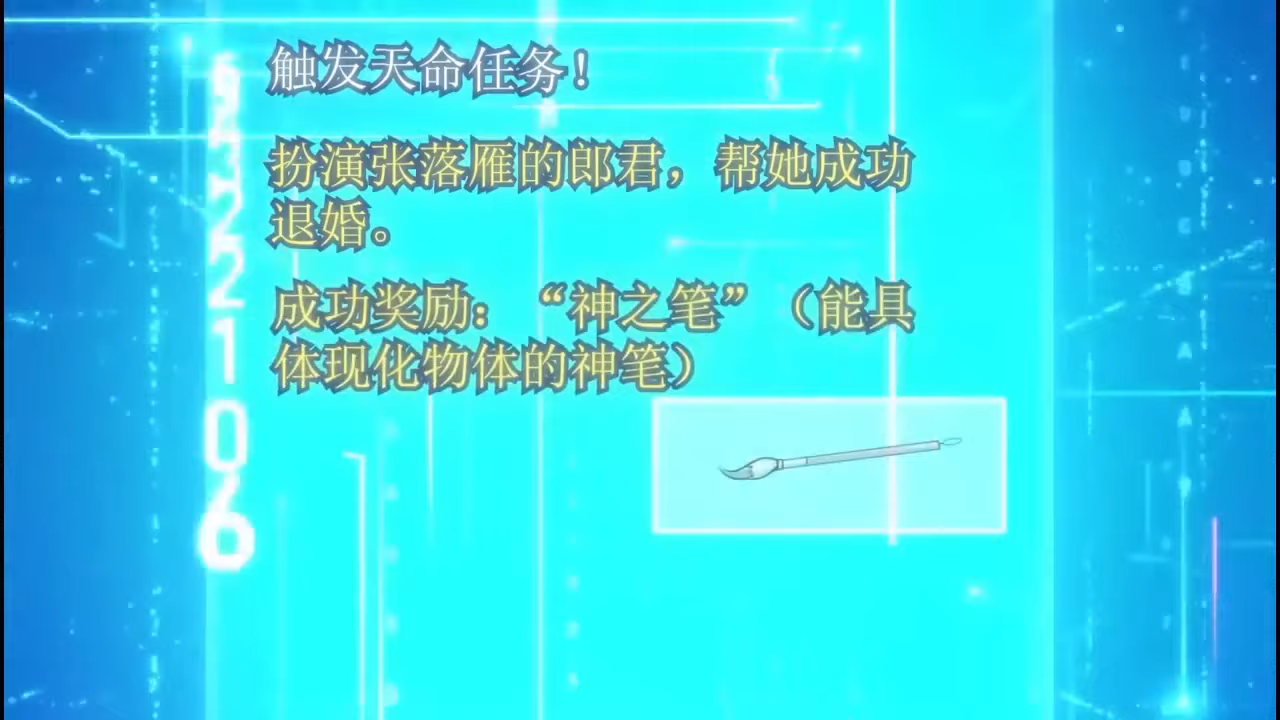 触发天命任务！
扮演张落雁的郎君，帮她成功
退婚。
成功奖励：“神之笔”（能具
体现化物体的神笔）